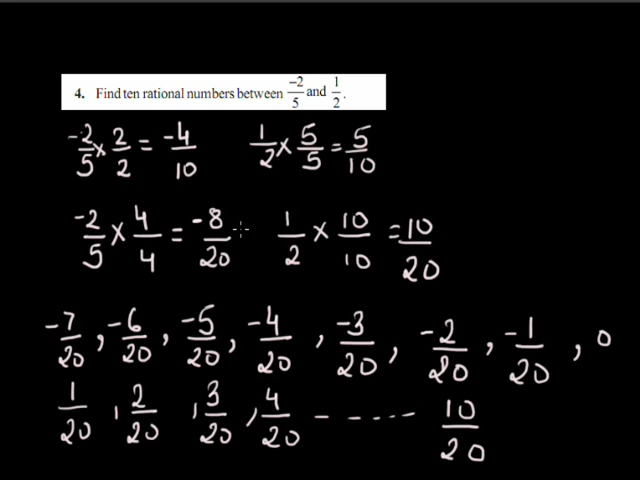 4. Find ten rational numbers between -2/5 and 1/2.
-2/5 × 2/2 = -4/10 1/2 × 5/5 = 5/10
-2/5 × 4/4 = -8/20 1/2 × 10/10 = 10/20
-7/20, -6/20, -5/20, -4/20, -3/20, -2/20, -1/20, 0
1/20, 2/20, 3/20, 4/20 ------- 10/20